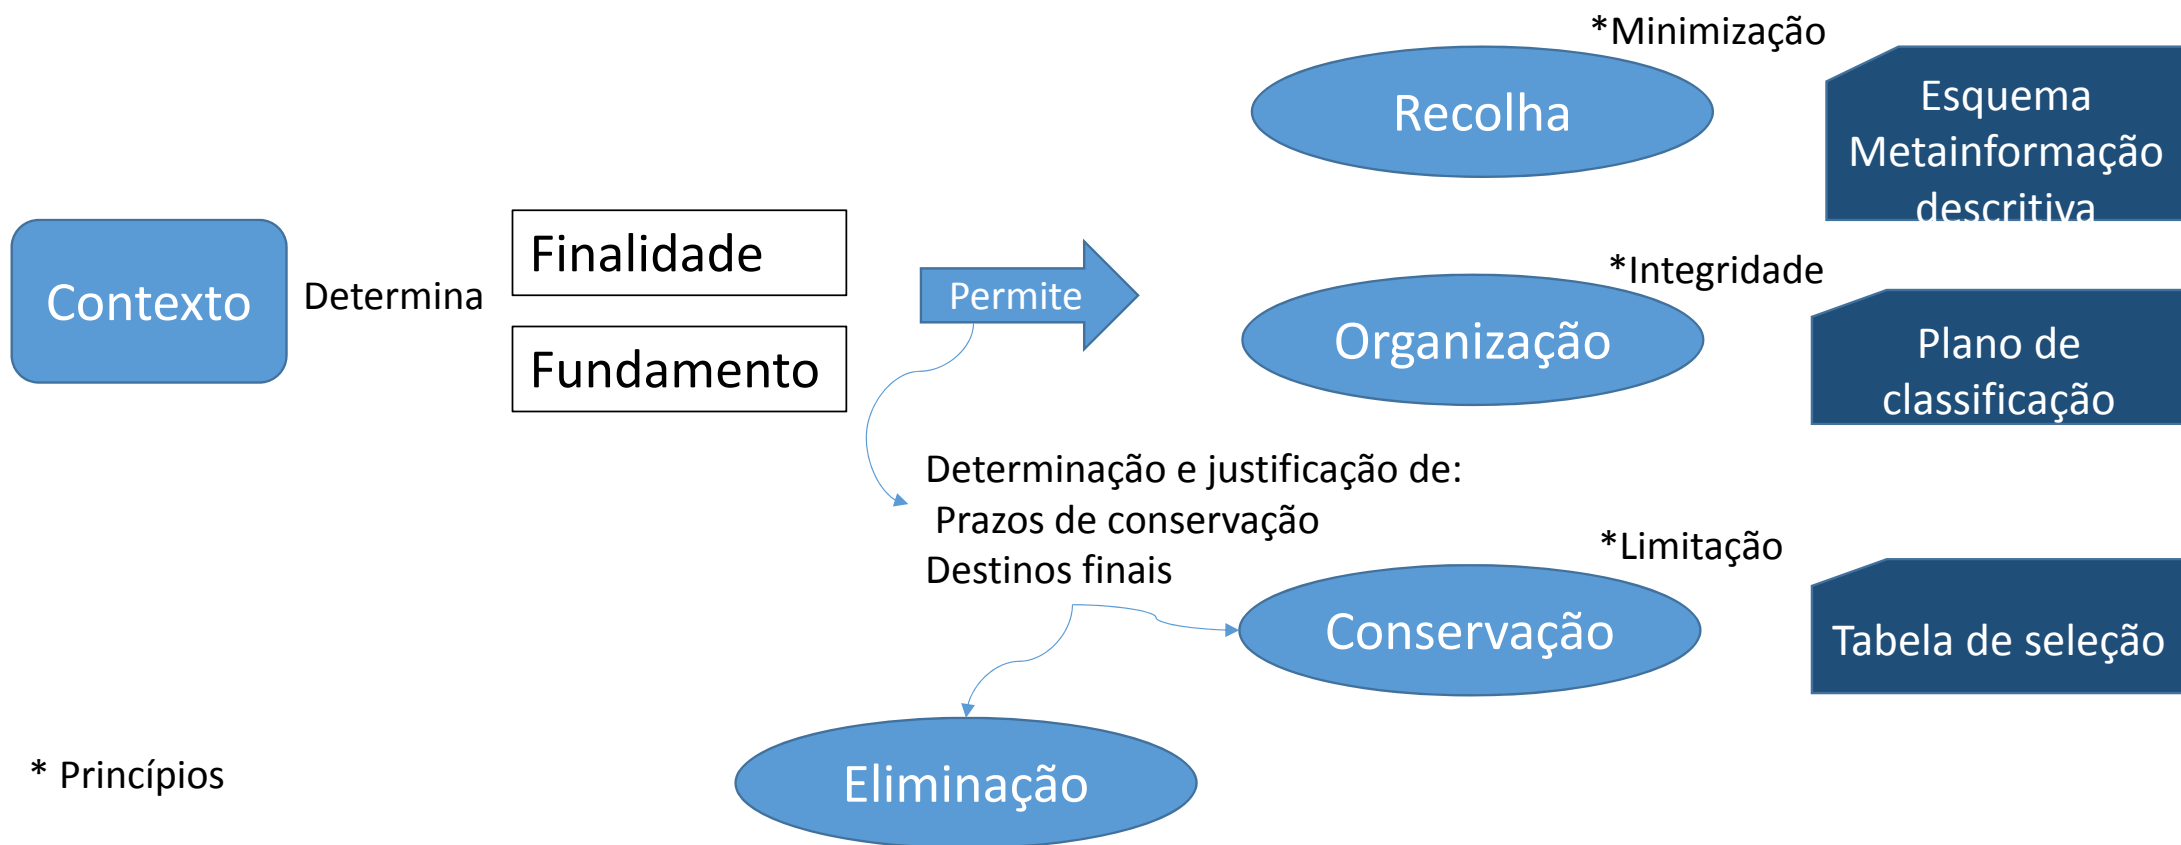 Contexto
Determina
Finalidade
Fundamento
Permite
*Minimização
Recolha
Esquema
Metainformação
descritiva
*Integridade
Organização
Plano de
classificação
Determinação e justificação de:
Prazos de conservação
Destinos finais
*Limitação
Conservação
Tabela de seleção
Eliminação
* Princípios